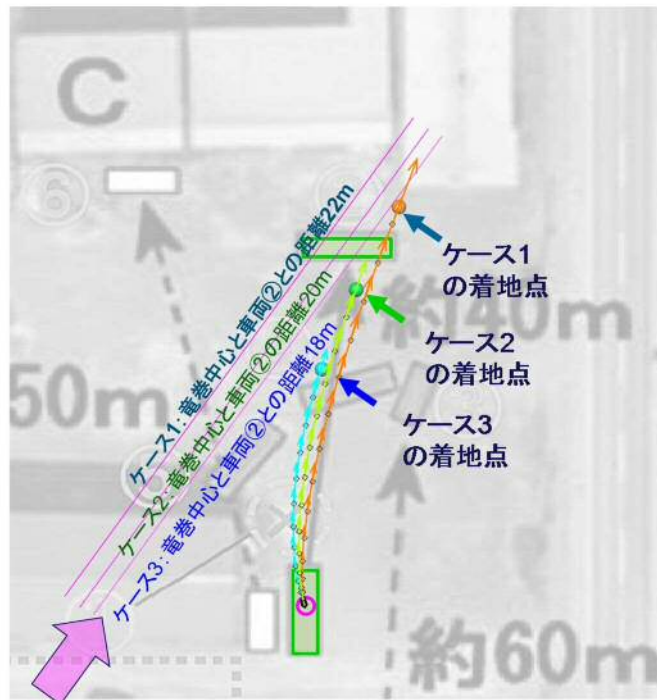 C
⑥
ケース1:竜巻中心と車両②との距離22m
ケース2:竜巻中心と車両②の距離20m
ケース3:竜巻中心と車両②との距離18m
ケース1
の着地点
約40m
ケース2
の着地点
50m
ケース3
の着地点
約60m